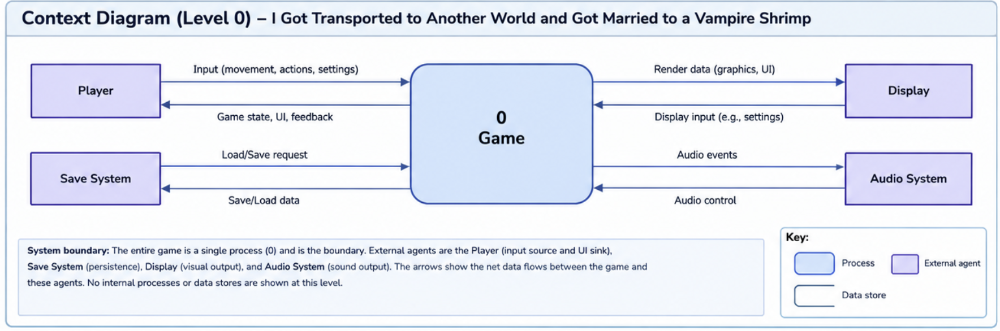 Context Diagram (Level 0) – I Got Transported to Another World and Got Married to a Vampire Shrimp
Player
Input (movement, actions, settings)
Game state, UI, feedback
0
Game
Render data (graphics, UI)
Display input (e.g., settings)
Display
Save System
Load/Save request
Save/Load data
Audio events
Audio control
Audio System
System boundary: The entire game is a single process (0) and is the boundary. External agents are the Player (input source and UI sink),
Save System (persistence), Display (visual output), and Audio System (sound output). The arrows show the net data flows between the game and
these agents. No internal processes or data stores are shown at this level.
Key:
Process
External agent
Data store